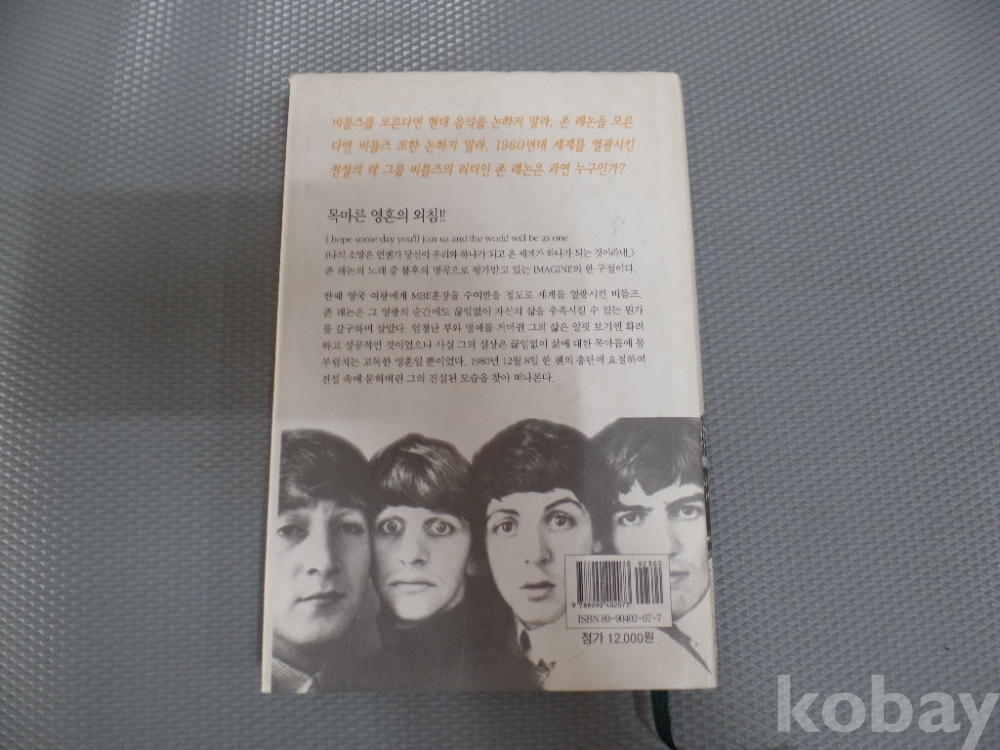 비틀즈를 모른다면 현대 음악을 논하지 말라, 존 레논을 모른
다면 비틀즈 또한 논하지 말라, 1960년대 세계를 열광시킨
전설의 락 그룹 비틀즈의 리더인 존 레논은 과연 누구인가?
목마른 영혼의 외침!!
I hope some day you'll join us and the world will be as one
(나의 소망은 언젠가 당신이 우리와 하나가 되고 온 세계가 하나가 되는 것이라네.)
존 레논의 노래 중 불후의 명곡으로 평가받고 있는 IMAGINE의 한 구절이다.
한때 영국 여왕에게 MBE훈장을 수여받을 정도로 세계를 열광시킨 비틀즈.
존 레논은 그 열광의 순간에도 끊임없이 자신의 삶을 충족시킬 수 있는 뭔가
를 갈구하며 살았다. 엄청난 부와 명예를 거머쥔 그의 삶은 얼핏 보기엔 화려
하고 성공적인 것이었으나 사실 그의 실상은 끊임없이 삶에 대한 목마름에 몸
부림치는 고독한 영혼일 뿐이었다. 1980년 12월 8일 한 팬의 총탄에 요절하여
전설 속에 묻혀버린 그의 진실된 모습을 찾아 떠나본다.
92300
9 788990 402073
ISBN 89-90402-07-7
정가 12,000원
kobay